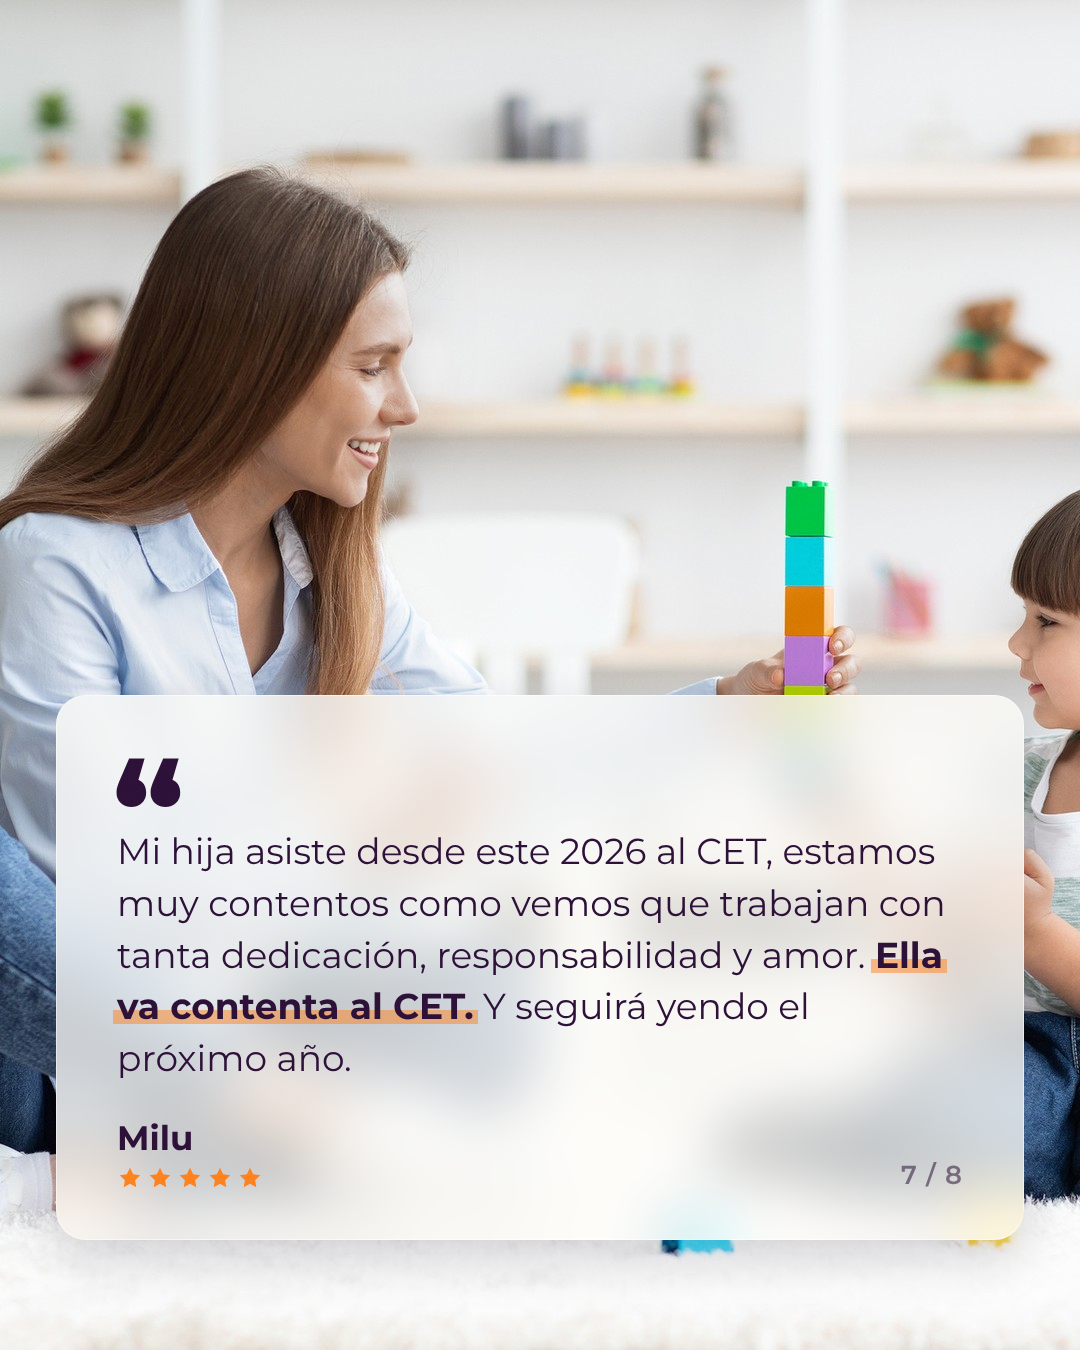 “
Mi hija asiste desde este 2026 al CET, estamos
muy contentos como vemos que trabajan con
tanta dedicación, responsabilidad y amor. Ella
va contenta al CET. Y seguirá yendo el
próximo año.
Milu
7 / 8